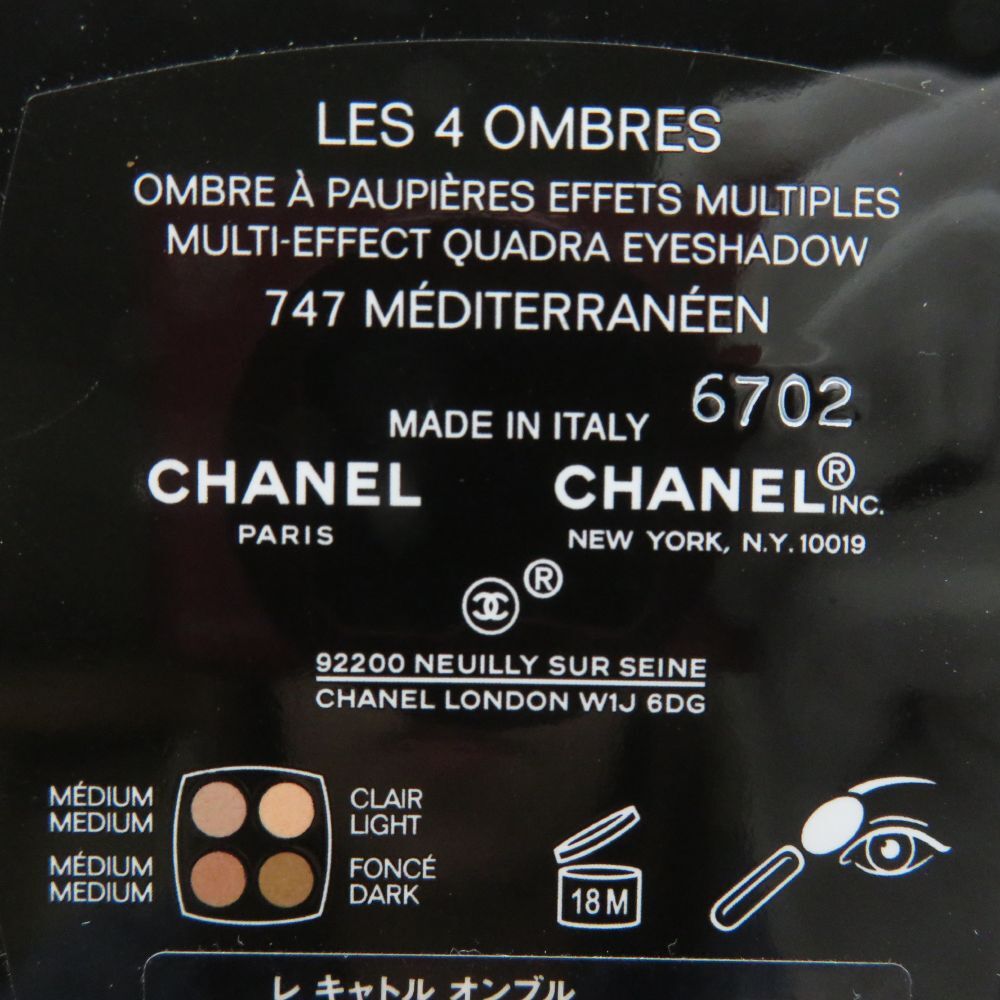 LES 4 OMBRES
OMBRE À PAUPIÈRES EFFETS MULTIPLES
MULTI-EFFECT QUADRA EYESHADOW
747 MÉDITERRANÉEN
6702
MADE IN ITALY
CHANEL
PARIS
CHANEL® INC.
NEW YORK, N.Y. 10019
®
92200 NEUILLY SUR SEINE
CHANEL LONDON W1J 6DG
MÉDIUM
MEDIUM
CLAIR
LIGHT
MÉDIUM
MEDIUM
FONCÉ
DARK
18 M
レ キャトル オンブル